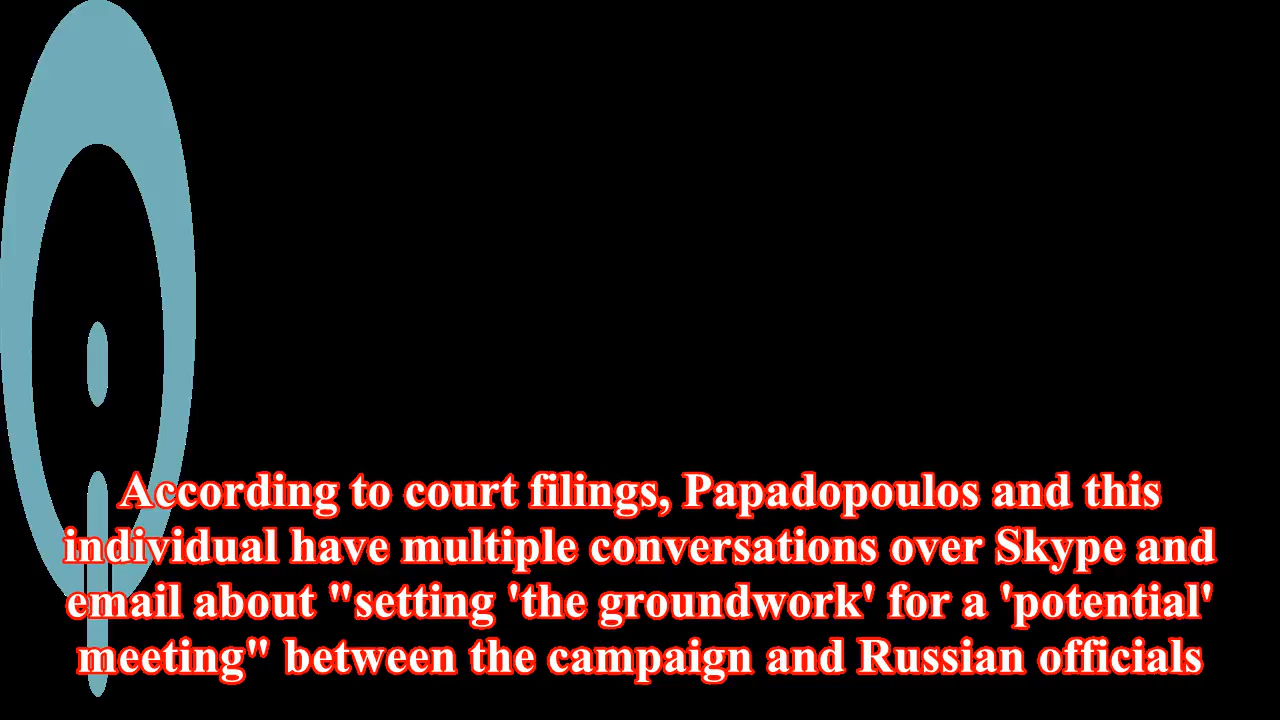 According to court filings, Papadopoulos and this
individual have multiple conversations over Skype and
email about "setting 'the groundwork' for a 'potential'
meeting" between the campaign and Russian officials